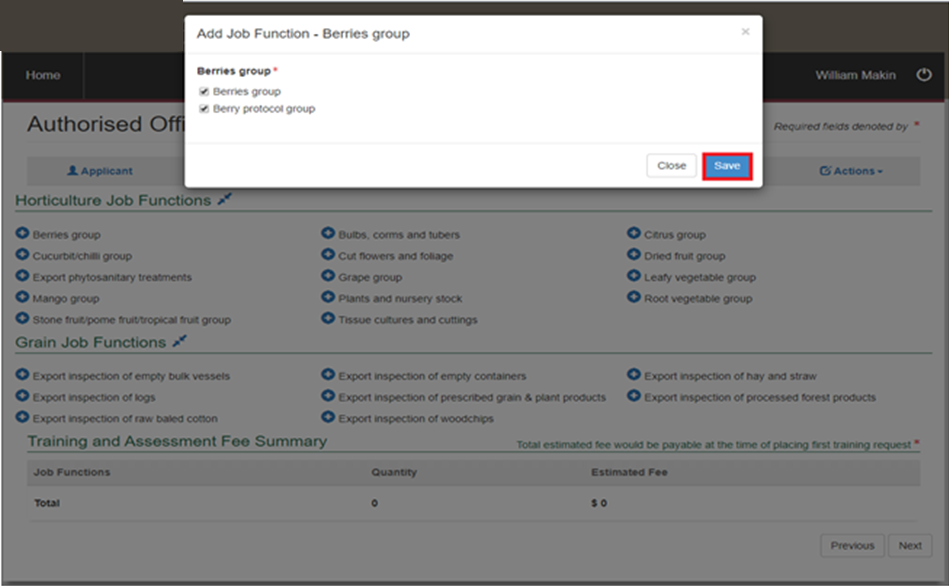 Add Job Function - Berries group ×
Berries group *
Berries group
Berry protocol group
Close Save
Home William Makin
Authorised Offi Required fields denoted by *
Applicant Actions
Horticulture Job Functions
Berries group Bulbs, corms and tubers Citrus group
Cucurbit/chilli group Cut flowers and foliage Dried fruit group
Export phytosanitary treatments Grape group Leafy vegetable group
Mango group Plants and nursery stock Root vegetable group
Stone fruit/pome fruit/tropical fruit group Tissue cultures and cuttings
Grain Job Functions
Export inspection of empty bulk vessels Export inspection of empty containers Export inspection of hay and straw
Export inspection of logs Export inspection of prescribed grain & plant products Export inspection of processed forest products
Export inspection of raw baled cotton Export inspection of woodchips
Training and Assessment Fee Summary Total estimated fee would be payable at the time of placing first training request *
Job Functions Quantity Estimated Fee
Total 0 $ 0
Previous Next